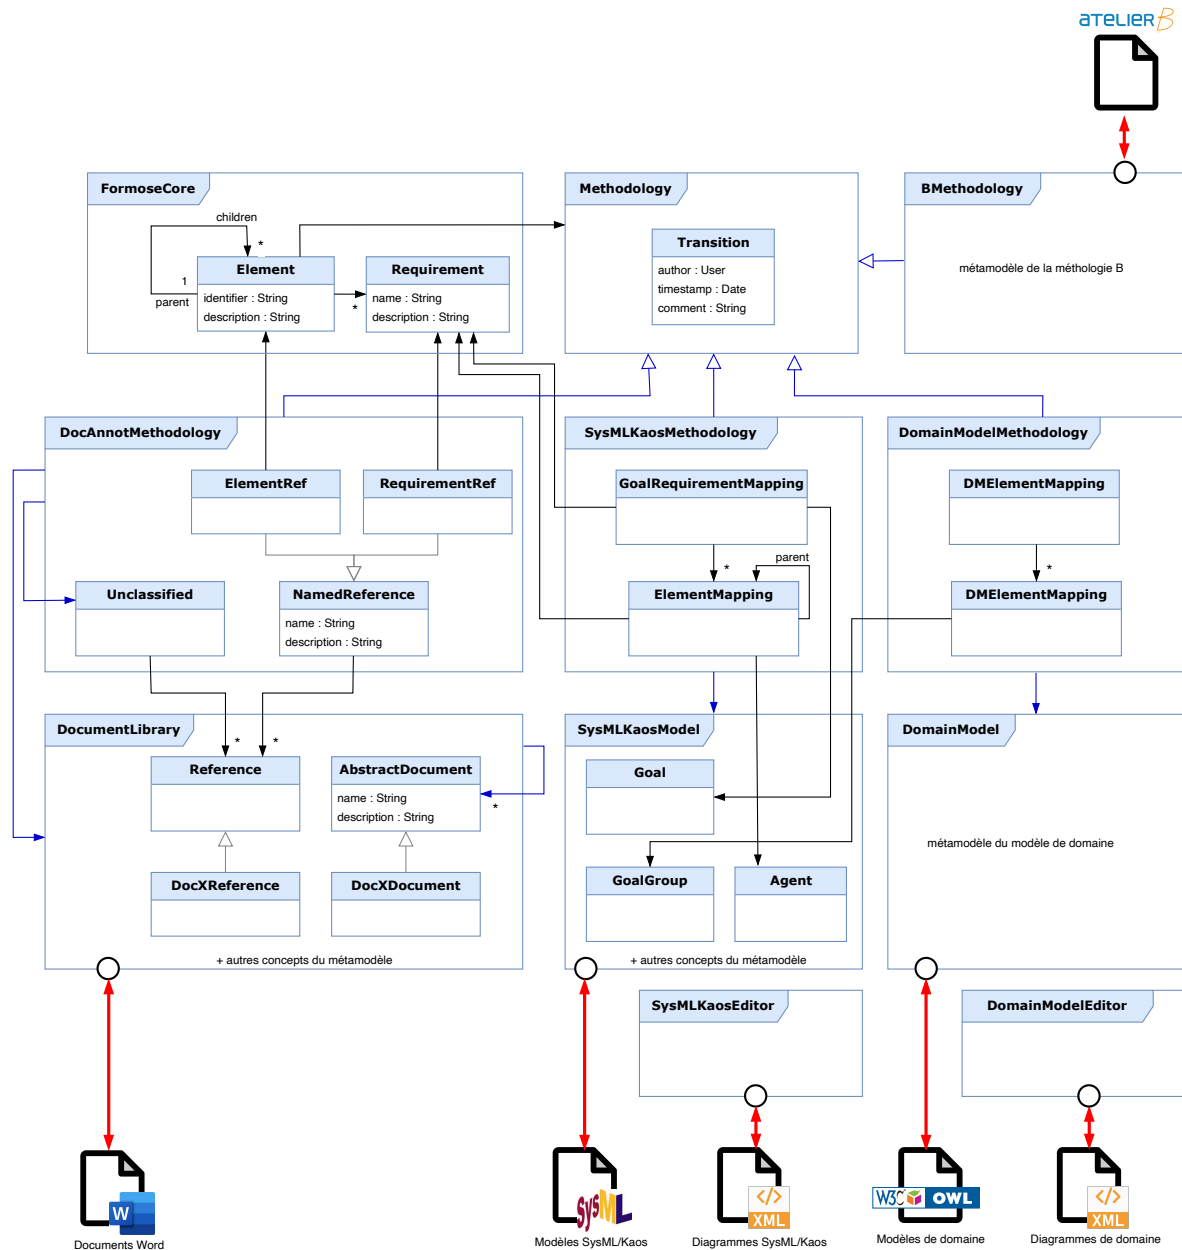 ATELIER B
FormoseCore
Methodology
BMethodology
children
*
Element
identifier : String
description : String
1
parent
*
Requirement
name : String
description : String
Transition
author : User
timestamp : Date
comment : String
métamodèle de la méthologie B
DocAnnotMethodology
SysMLKaosMethodology
DomainModelMethodology
ElementRef
RequirementRef
GoalRequirementMapping
DMElementMapping
parent
*
*
Unclassified
NamedReference
name : String
description : String
ElementMapping
DMElementMapping
DocumentLibrary
SysMLKaosModel
DomainModel
*
*
Reference
AbstractDocument
name : String
description : String
*
Goal
métamodèle du modèle de domaine
DocXReference
DocXDocument
GoalGroup
Agent
+ autres concepts du métamodèle
+ autres concepts du métamodèle
SysMLKaosEditor
DomainModelEditor
W
SysML
</>
XML
W3C
OWL
</>
XML
Documents Word
Modèles SysML/Kaos
Diagrammes SysML/Kaos
Modèles de domaine
Diagrammes de domaine